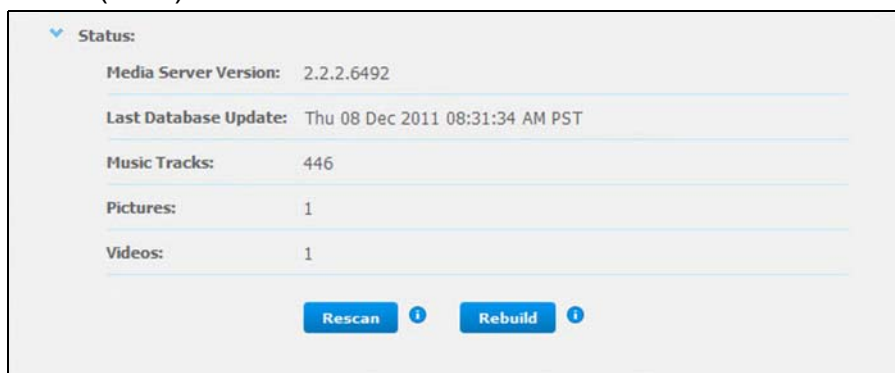 Status:
Media Server Version: 2.2.2.6492
Last Database Update: Thu 08 Dec 2011 08:31:34 AM PST
Music Tracks: 446
Pictures: 1
Videos: 1
Rescan i Rebuild i